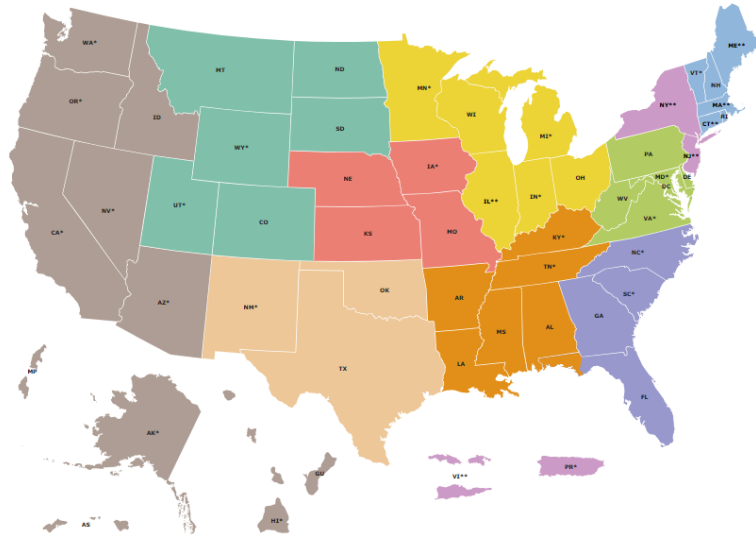 WA*
MT
ND
MN*
ME**
VT*
NH
OR*
ID
WY*
SD
WI
MI*
NY**
MA**
CT**
RI
NV*
UT*
CO
NE
IA*
IL**
IN*
OH
PA
NJ**
MD*
DE
DC
WV
VA*
CA*
KS
MO
KY*
NC*
AZ*
NM*
OK
AR
TN*
SC*
TX
LA
MS
AL
GA
FL
MP
AK*
AS
HI*
GU
VI**
PR*